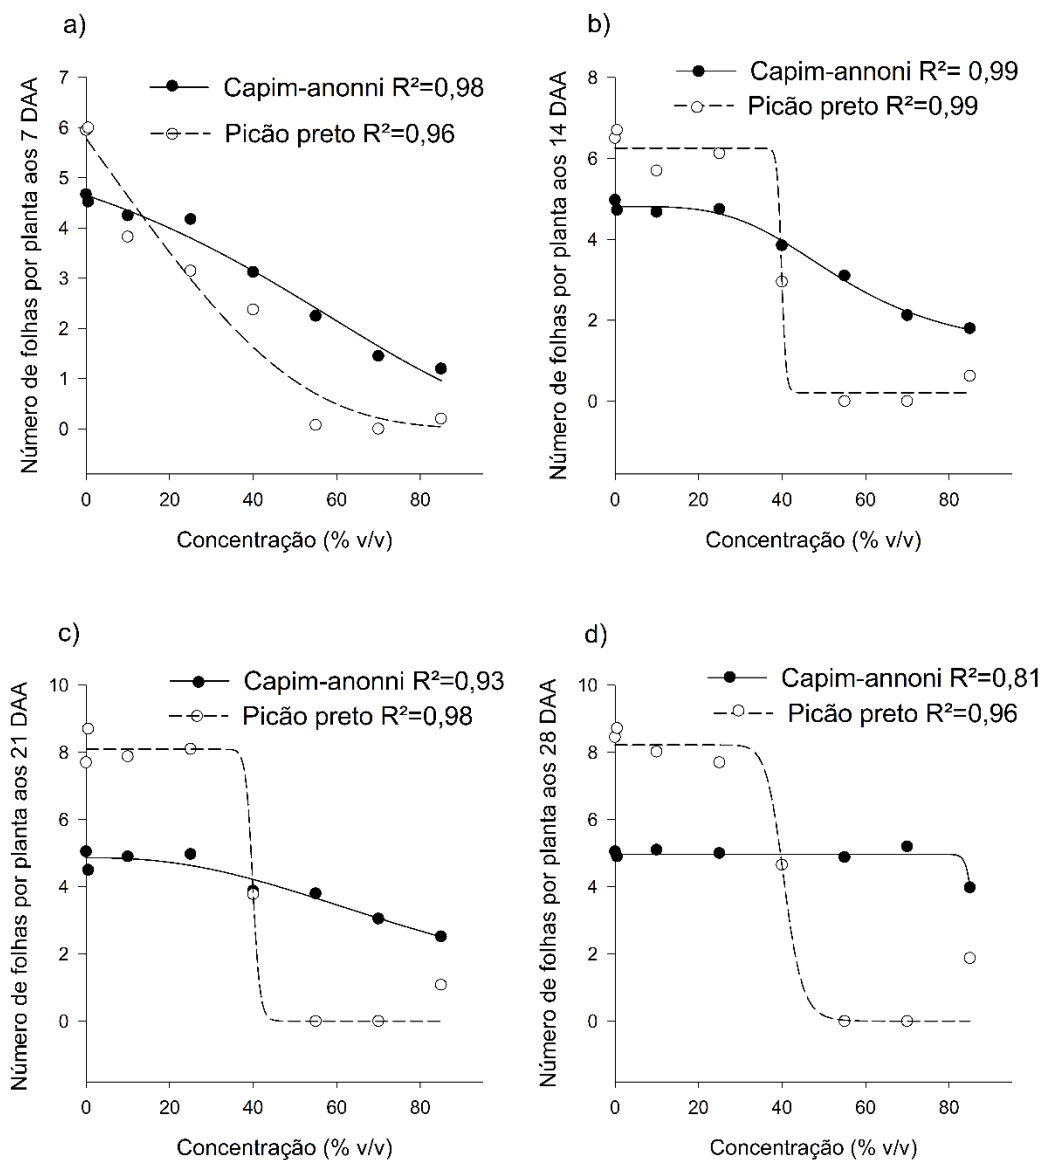 a)
Número de folhas por planta aos 7 DAA
Capim-anonni R²=0,98
Picão preto R²=0,96
7
6
5
4
3
2
1
0
0 20 40 60 80
Concentração (% v/v)
b)
Número de folhas por planta aos 14 DAA
Capim-annoni R²= 0,99
Picão preto R²=0,99
8
6
4
2
0
0 20 40 60 80
Concentração (% v/v)
c)
Número de folhas por planta aos 21 DAA
Capim-anonni R²=0,93
Picão preto R²=0,98
10
8
6
4
2
0
0 20 40 60 80
Concentração (% v/v)
d)
Número de folhas por planta aos 28 DAA
Capim-annoni R²=0,81
Picão preto R²=0,96
10
8
6
4
2
0
0 20 40 60 80
Concentração (% v/v)